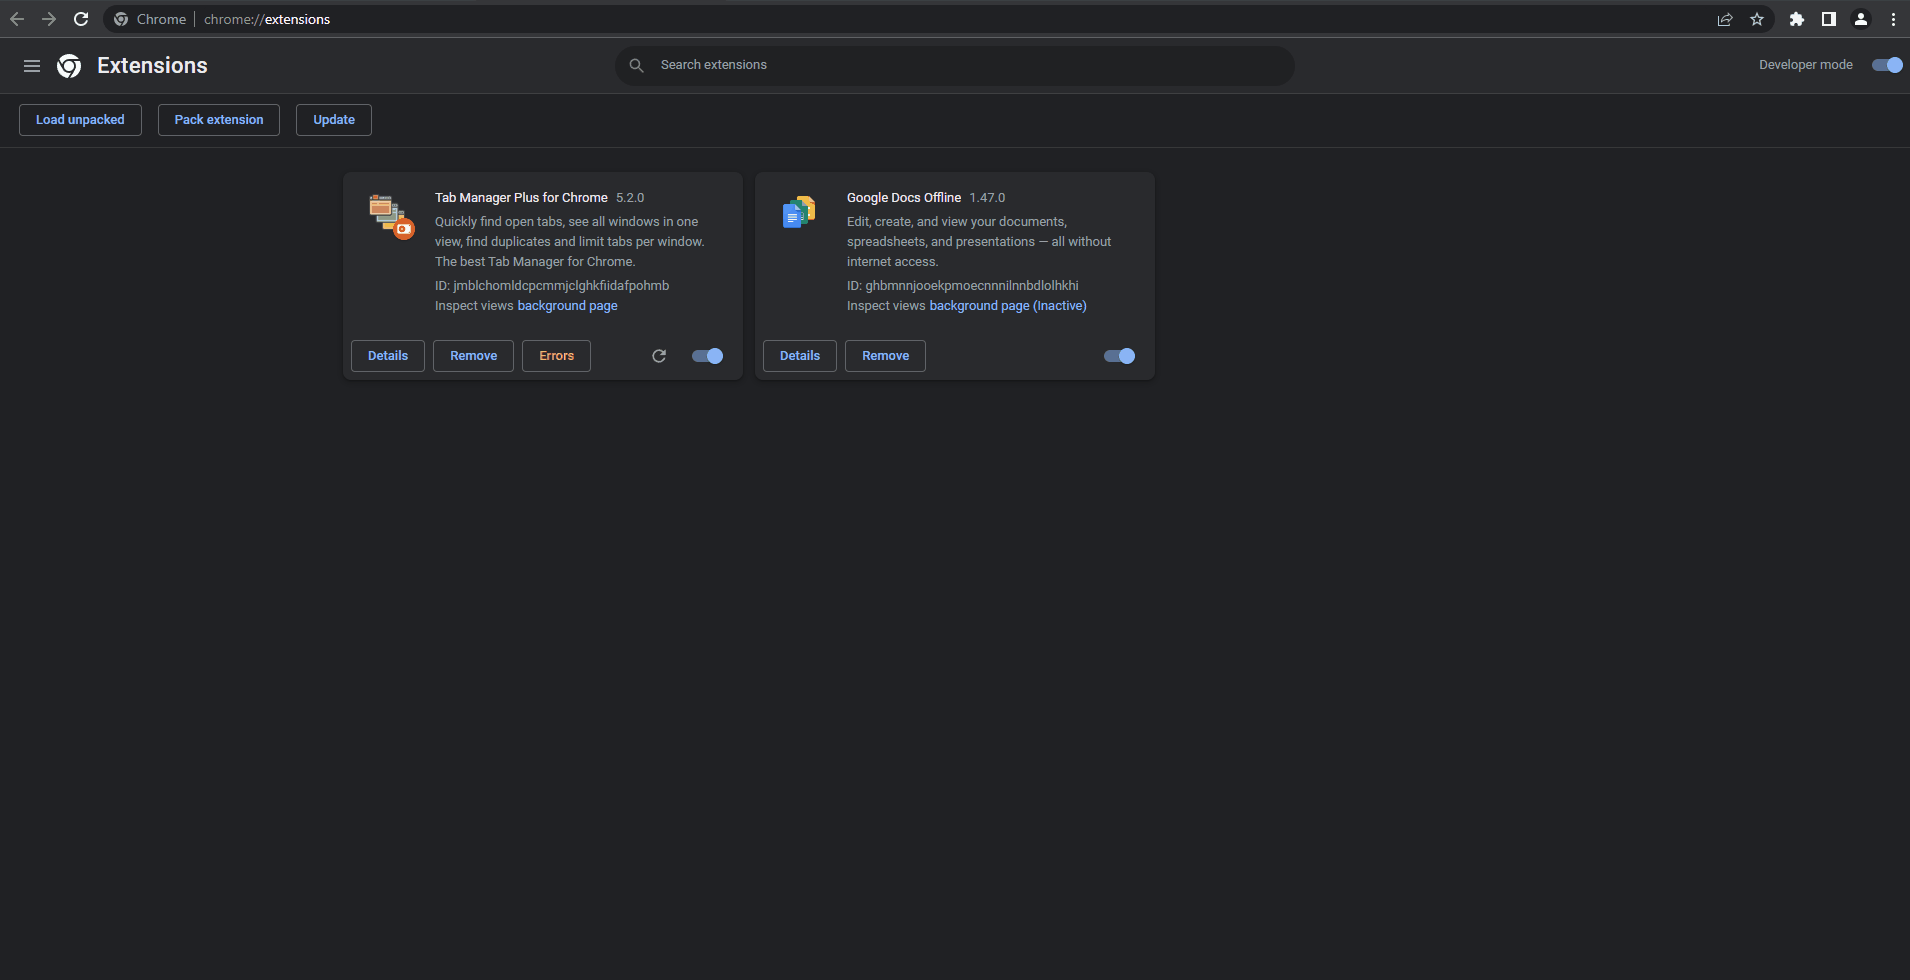 Chrome | chrome://extensions
Extensions
Search extensions
Developer mode
Load unpacked
Pack extension
Update
Tab Manager Plus for Chrome 5.2.0
Quickly find open tabs, see all windows in one
view, find duplicates and limit tabs per window.
The best Tab Manager for Chrome.
ID: jmblchomldcpcmmjclghkfiidafpohmb
Inspect views background page
Details
Remove
Errors
Google Docs Offline 1.47.0
Edit, create, and view your documents,
spreadsheets, and presentations — all without
internet access.
ID: ghbmnnjooekpmoecnnnilnnbdlolhkhi
Inspect views background page (Inactive)
Details
Remove